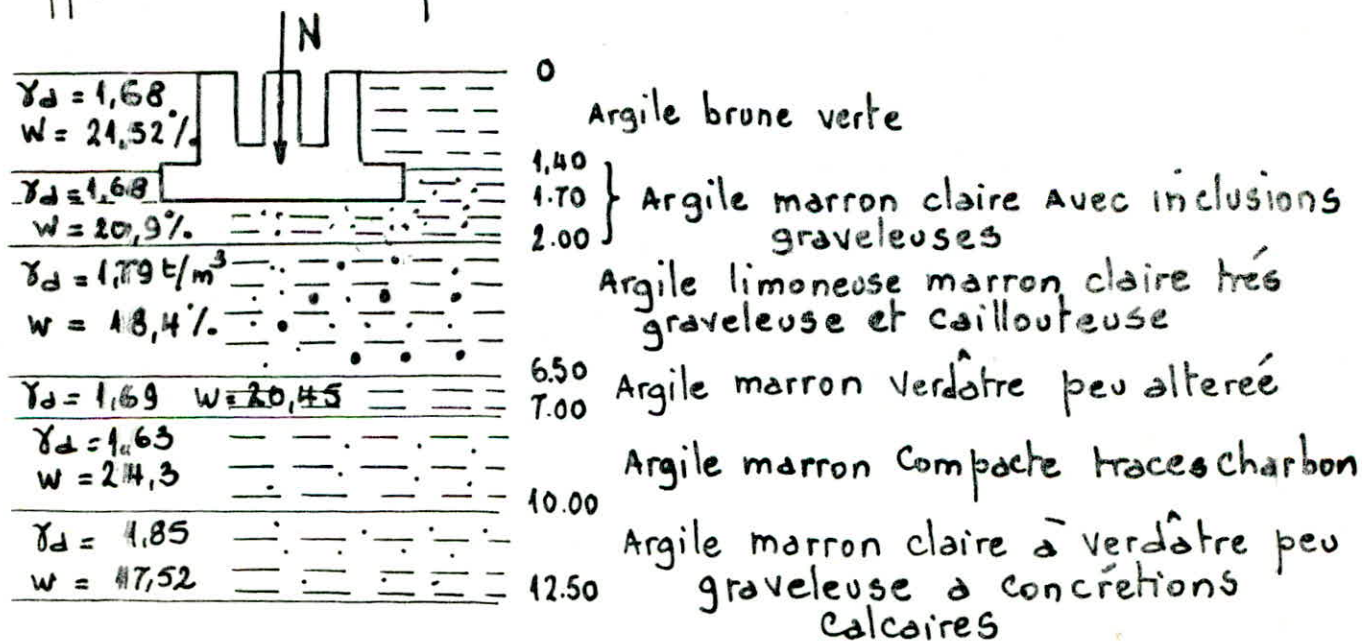 N
0
γd = 1,68
W = 21,52%
Argile brune verte
1,40
γd = 1,68
1.70
Argile marron claire Avec inclusions
graveleuses
W = 20,9%
2.00
γd = 1,79 t/m³
W = 18,4%
Argile limoneuse marron claire trés
graveleuse et caillouteuse
6.50
γd = 1,69 W = 20,45
Argile marron verdâtre peu altereé
7.00
γd = 1,63
W = 24,3
Argile marron Compacte traces charbon
10.00
γd = 1,85
W = 17,52
Argile marron claire à verdâtre peu
graveleuse a concrétions
calcaires
12.50